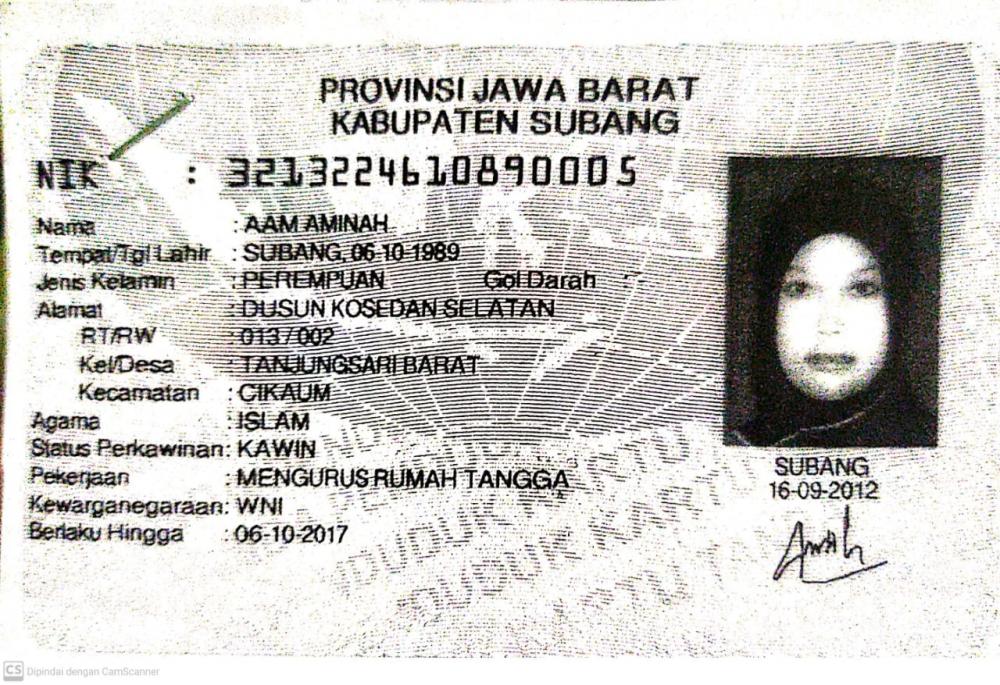 PROVINSI JAWA BARAT
KABUPATEN SUBANG
NIK : 3213224610890005
Nama : AAM AMINAH
Tempat/Tgl Lahir : SUBANG, 06-10-1989
Jenis Kelamin : PEREMPUAN Gol Darah : -
Alamat : DUSUN KOSEDAN SELATAN
RT/RW : 013 / 002
Kel/Desa : TANJUNGSARI BARAT
Kecamatan : CIKAUM
Agama : ISLAM
Status Perkawinan: KAWIN
Pekerjaan : MENGURUS RUMAH TANGGA
Kewarganegaraan: WNI
Berlaku Hingga : 06-10-2017
SUBANG
16-09-2012
CS Dipindai dengan CamScanner